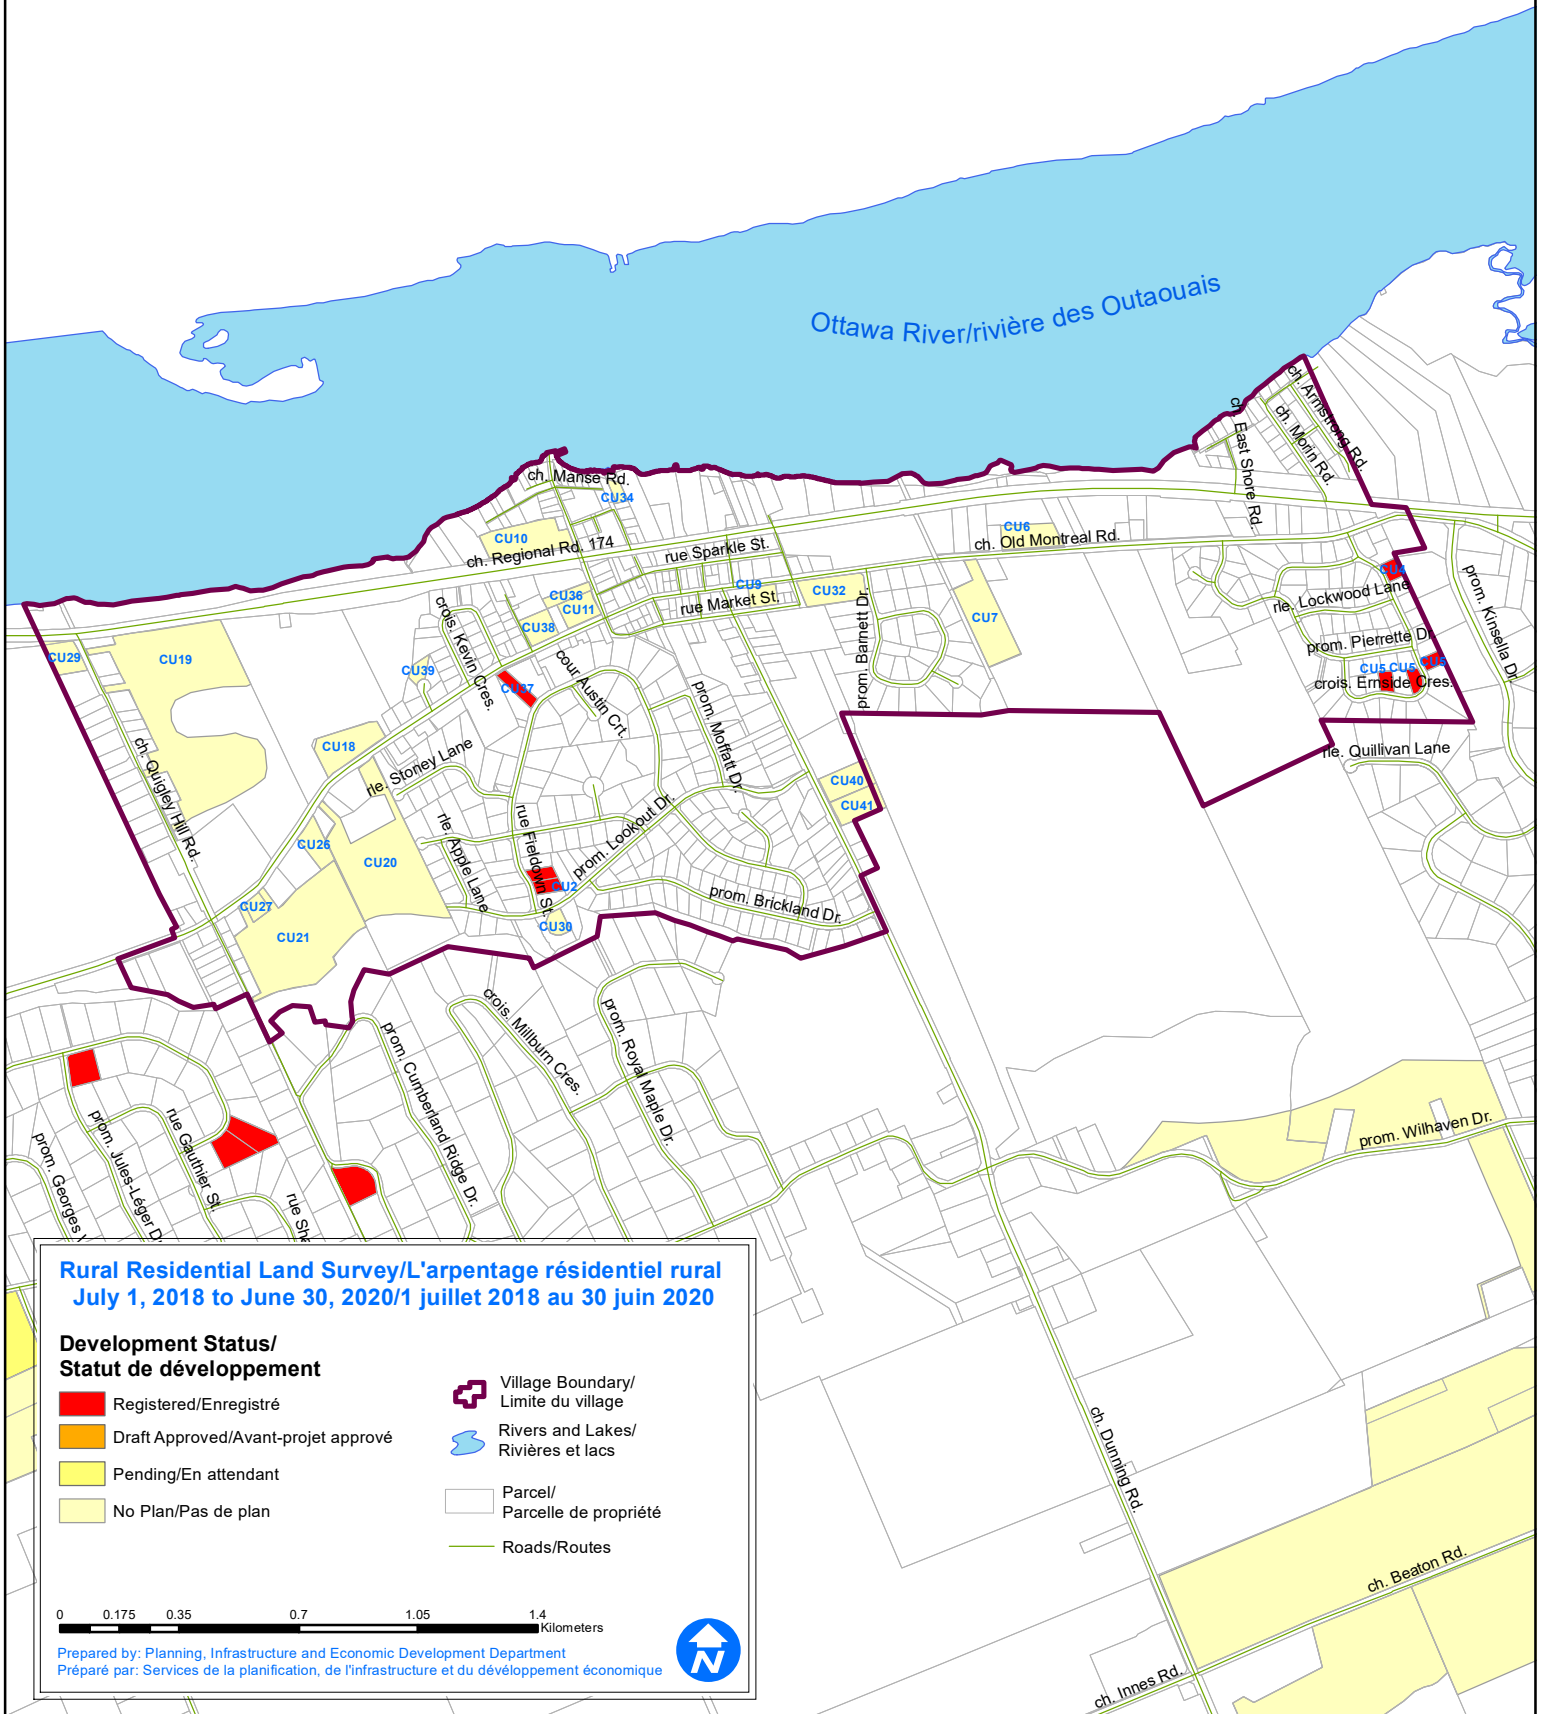 Ottawa River/rivière des Outaouais
ch. Armstrong Rd.
ch. Morin Rd.
ch. East Shore Rd.
ch. Manse Rd.
CU34
CU10
ch. Regional Rd. 174
CU6
ch. Old Montreal Rd.
rue Sparkle St.
CU9
rue Market St.
CU32
CU36
CU11
CU38
crois. Kevin Cres.
prom. Barnett Dr.
CU7
CU4
rle. Lockwood Lane
prom. Kinsella Dr.
prom. Pierrette Dr.
CU5
CU5
CU5
crois. Ernside Cres.
CU29
CU19
CU39
CU37
cour Austin Crt.
prom. Moffatt Dr.
ch. Quigley Hill Rd.
CU18
rle. Stoney Lane
rle. Quillivan Lane
CU40
CU41
CU26
CU20
rle. Apple Lane
rue Fieldown St.
prom. Lookout Dr.
CU2
prom. Brickland Dr.
CU30
CU27
CU21
crois. Millburn Cres.
prom. Royal Maple Dr.
prom. Cumberland Ridge Dr.
prom. Wilhaven Dr.
prom. Georges
prom. Jules-Léger D
rue Gauthier St.
rue Sha
Rural Residential Land Survey/L'arpentage résidentiel rural
July 1, 2018 to June 30, 2020/1 juillet 2018 au 30 juin 2020
Development Status/
Statut de développement
Registered/Enregistré
Draft Approved/Avant-projet apprové
Pending/En attendant
No Plan/Pas de plan
Village Boundary/
Limite du village
Rivers and Lakes/
Rivières et lacs
Parcel/
Parcelle de propriété
Roads/Routes
0 0.175 0.35 0.7 1.05 1.4
Kilometers
Prepared by: Planning, Infrastructure and Economic Development Department
Préparé par: Services de la planification, de l'infrastructure et du dévéloppement économique
N
ch. Dunning Rd.
ch. Beaton Rd.
ch. Innes Rd.